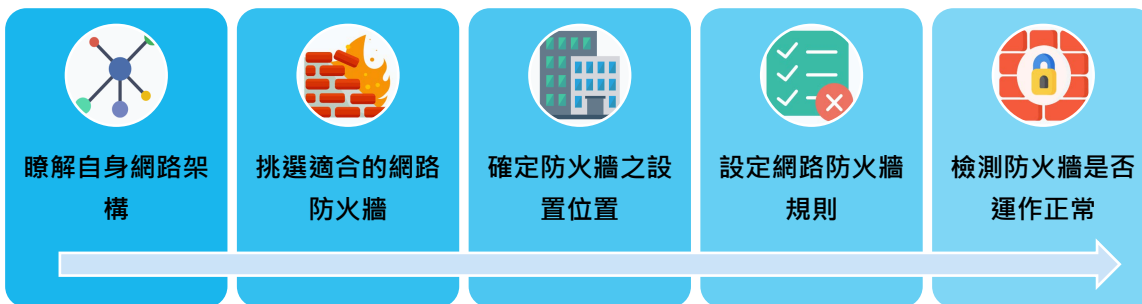 瞭解自身網路架
構
挑選適合的網路
防火牆
確定防火牆之設
置位置
設定網路防火牆
規則
檢測防火牆是否
運作正常